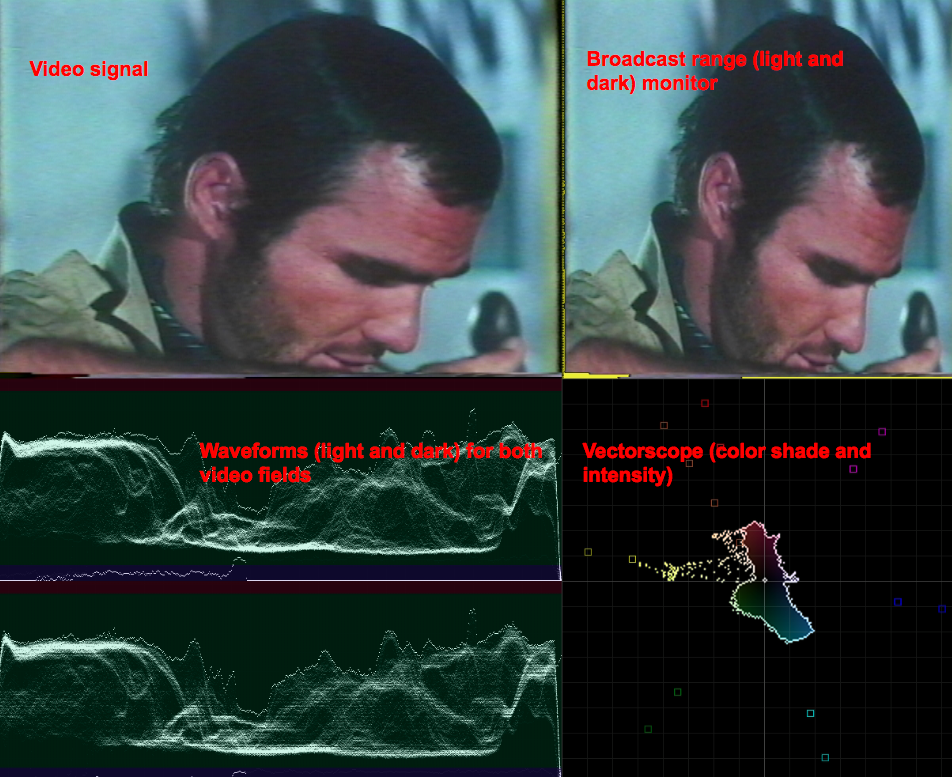 Video signal
Broadcast range (light and
dark) monitor
Waveforms (light and dark) for both
video fields
Vectorscope (color shade and
intensity)